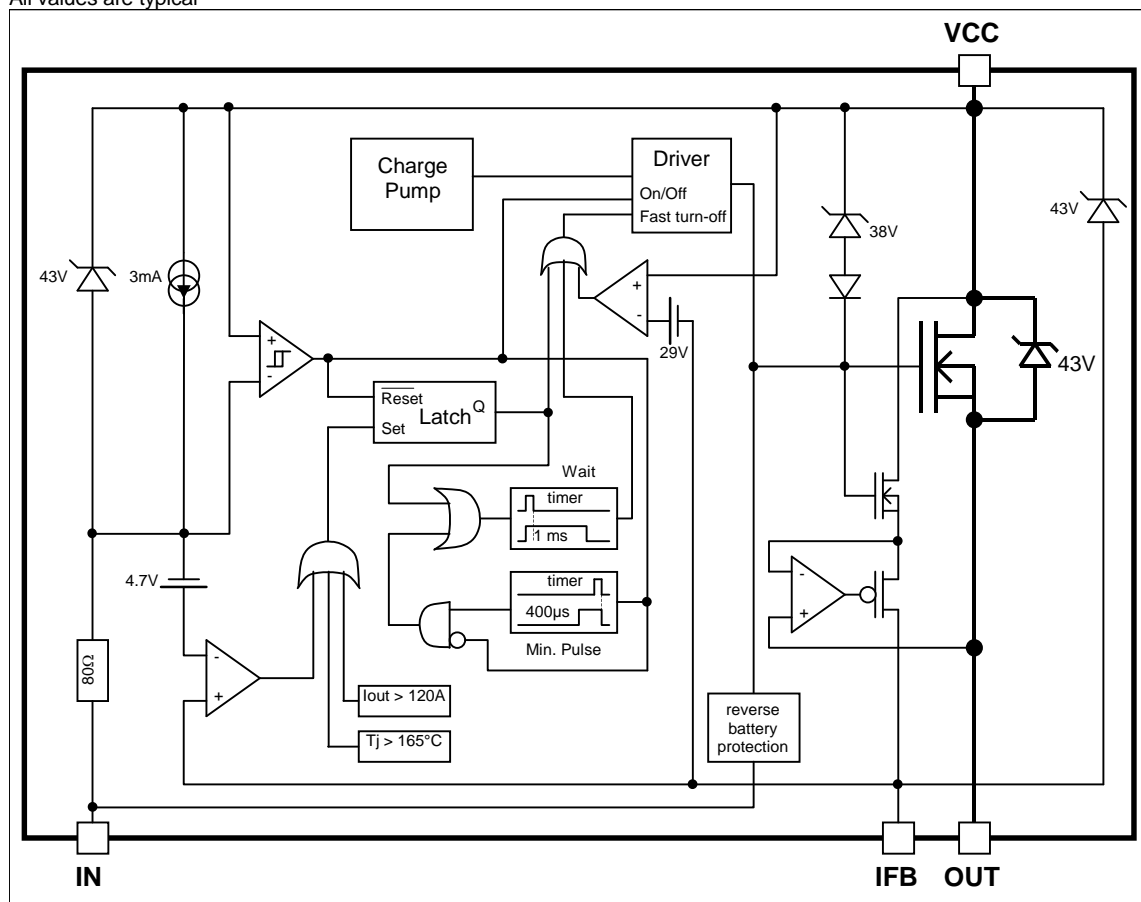 All values are typical
VCC
Charge
Pump
Driver
On/Off
Fast turn-off
43V
3mA
38V
43V
+
-
+
-
29V
43V
Reset
Latch
Q
Set
Wait
timer
1 ms
4.7V
timer
400µs
Min. Pulse
-
+
80Ω
-
+
Iout > 120A
Tj > 165°C
reverse
battery
protection
IN
IFB
OUT